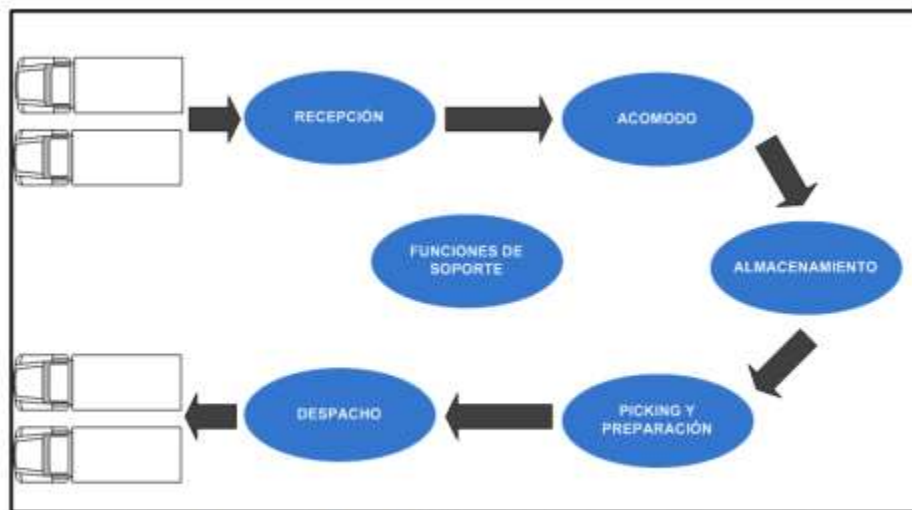 RECEPCIÓN
ACOMODO
FUNCIONES DE
SOPORTE
ALMACENAMIENTO
DESPACHO
PICKING Y
PREPARACIÓN